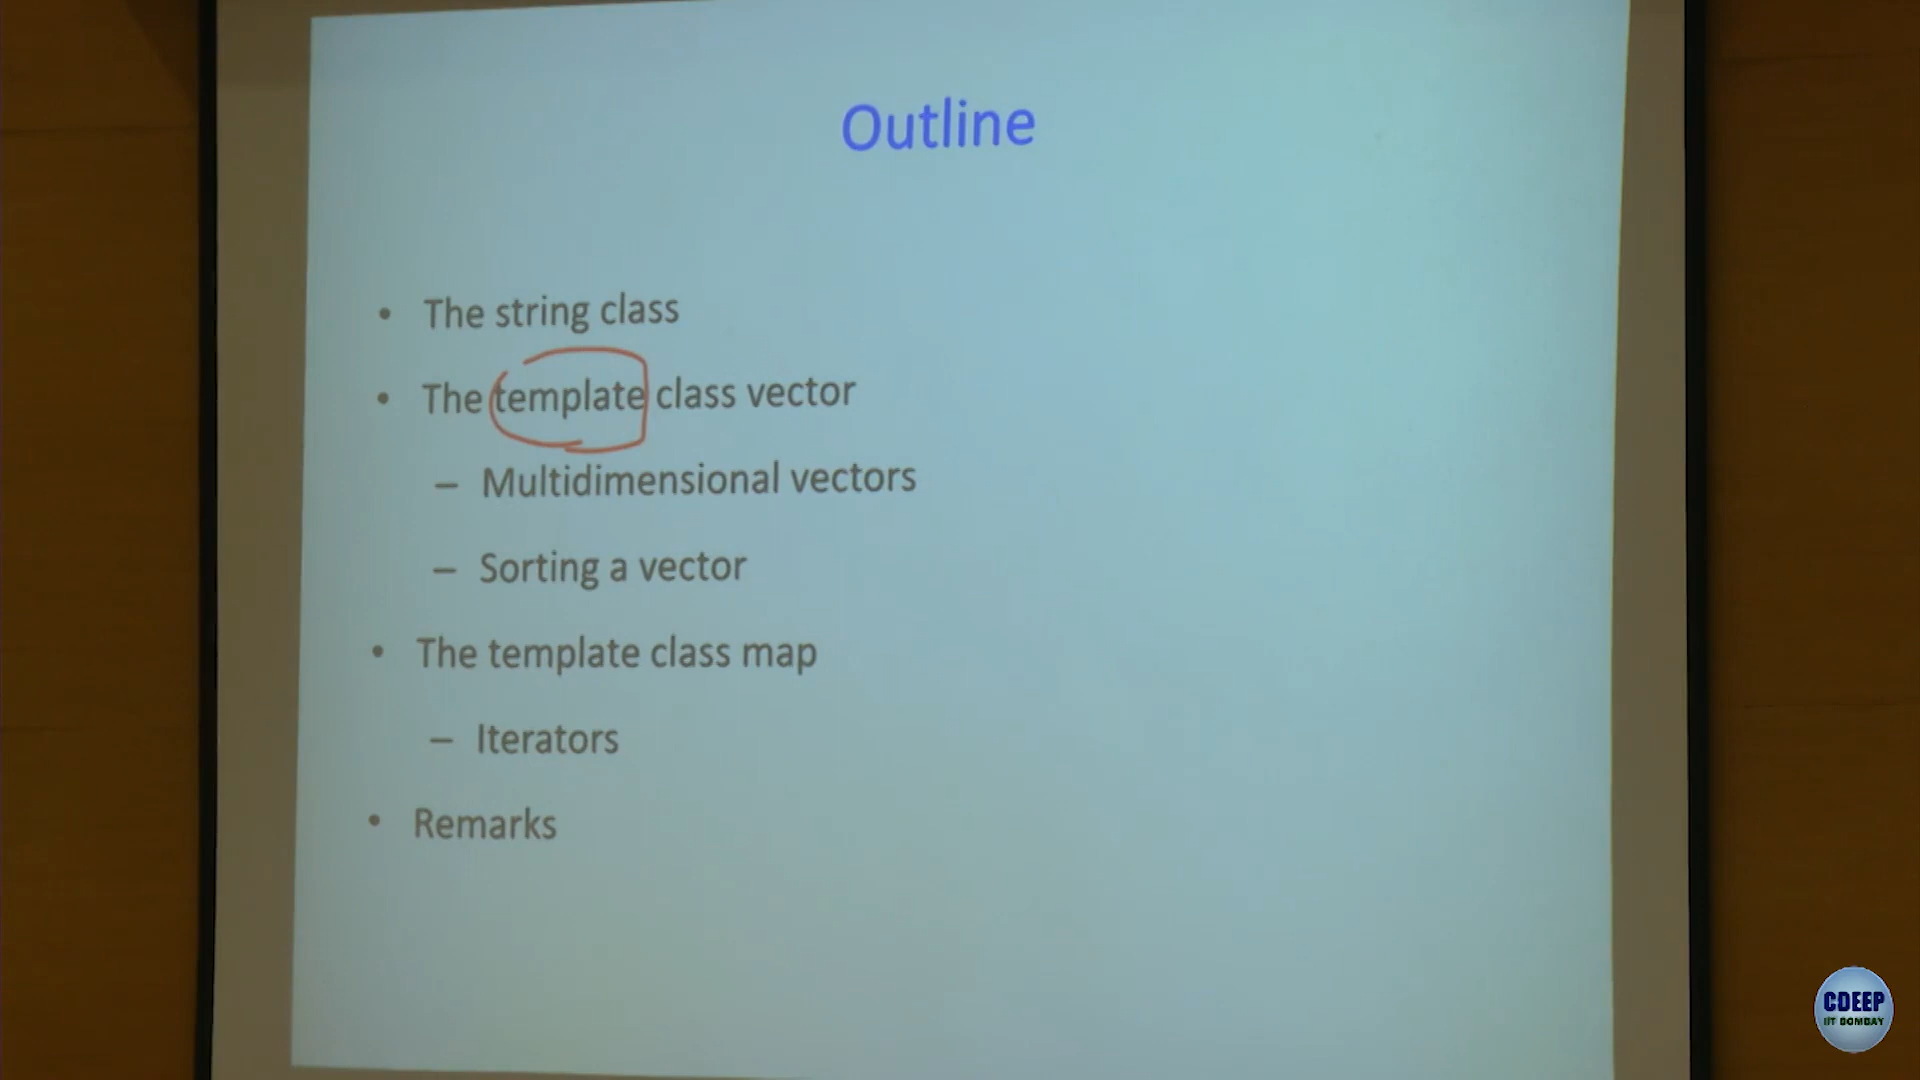 Outline
• The string class
• The template class vector
– Multidimensional vectors
– Sorting a vector
• The template class map
– Iterators
• Remarks
CDEEP
IIT BOMBAY